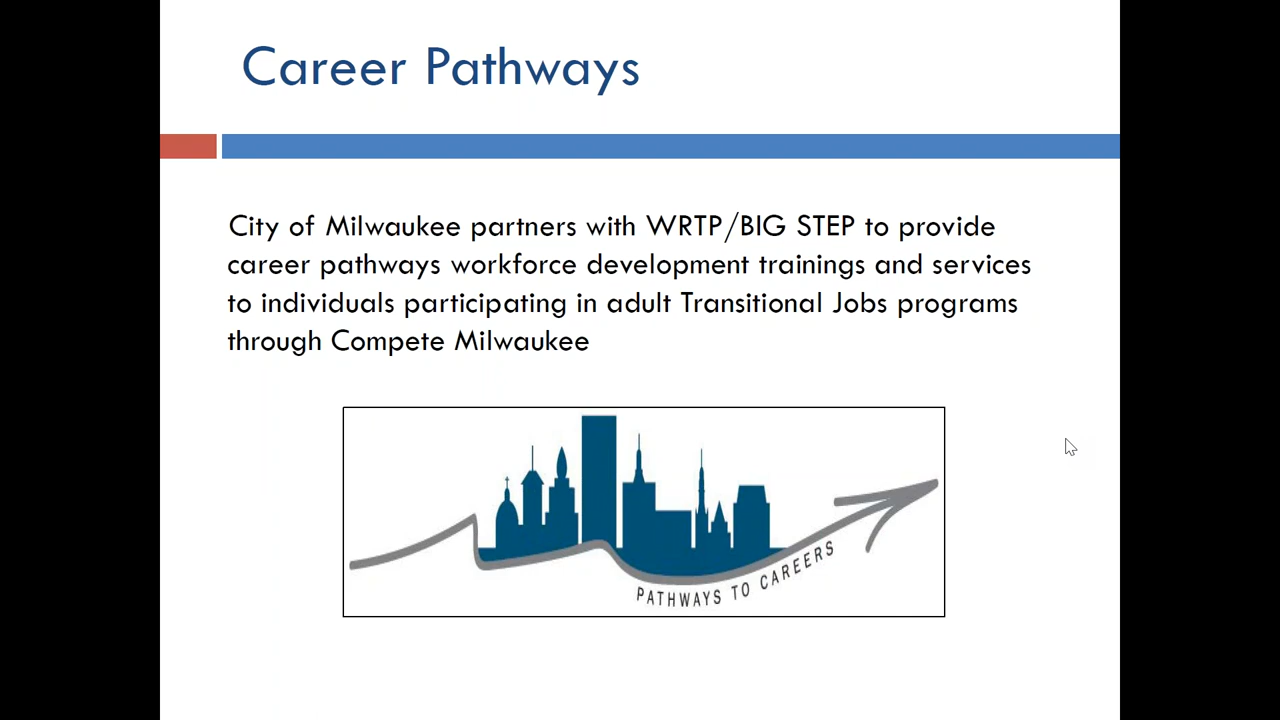 Career Pathways
City of Milwaukee partners with WRTP/BIG STEP to provide
career pathways workforce development trainings and services
to individuals participating in adult Transitional Jobs programs
through Compete Milwaukee
PATHWAYS TO CAREERS